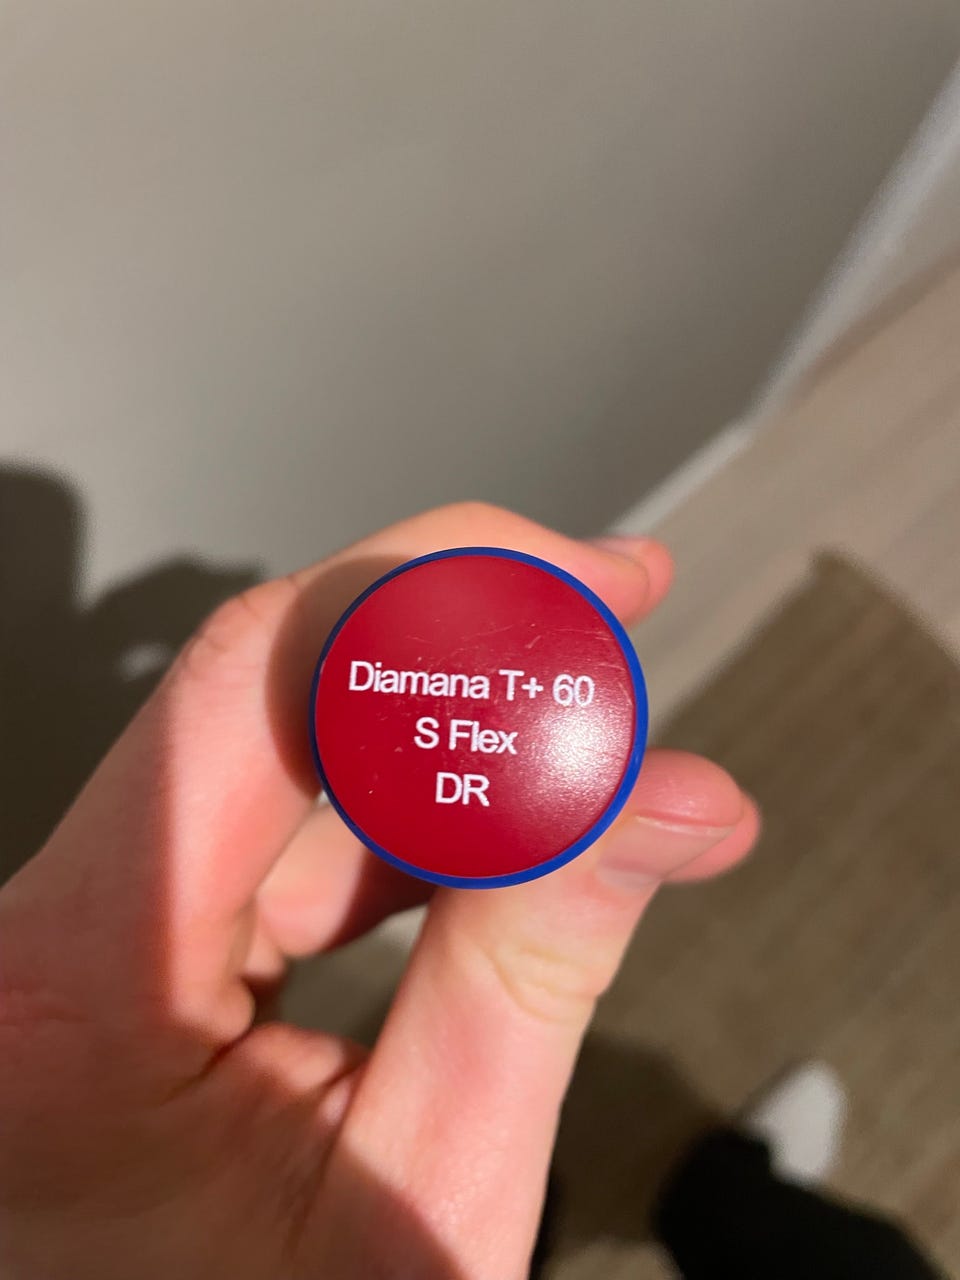 Diamana T+ 60
S Flex
DR